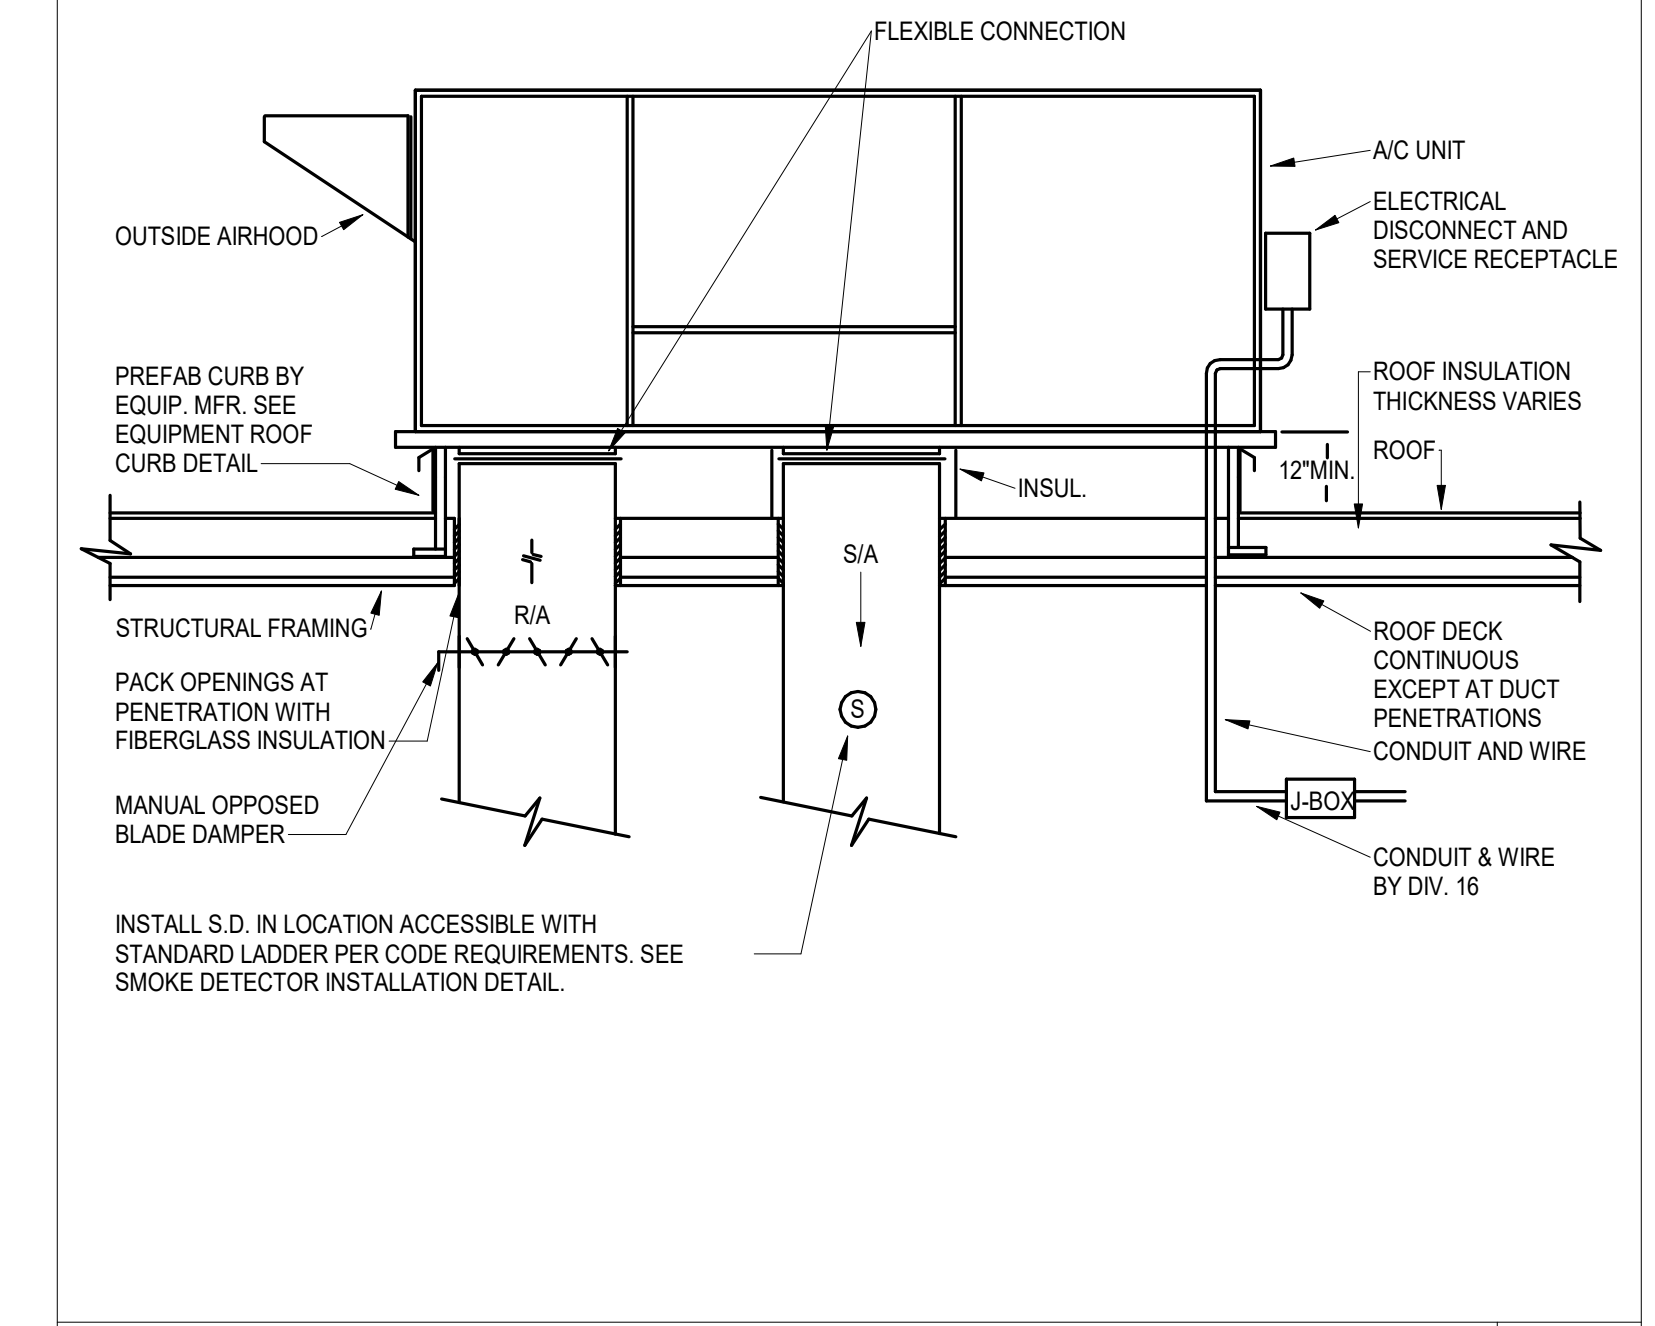 FLEXIBLE CONNECTION
A/C UNIT
ELECTRICAL
DISCONNECT AND
SERVICE RECEPTACLE
OUTSIDE AIRHOOD
PREFAB CURB BY
EQUIP. MFR. SEE
EQUIPMENT ROOF
CURB DETAIL
ROOF INSULATION
THICKNESS VARIES
ROOF
12"MIN.
INSUL.
S/A
R/A
STRUCTURAL FRAMING
ROOF DECK
CONTINUOUS
EXCEPT AT DUCT
PENETRATIONS
PACK OPENINGS AT
PENETRATION WITH
FIBERGLASS INSULATION
S
CONDUIT AND WIRE
MANUAL OPPOSED
BLADE DAMPER
J-BOX
CONDUIT & WIRE
BY DIV. 16
INSTALL S.D. IN LOCATION ACCESSIBLE WITH
STANDARD LADDER PER CODE REQUIREMENTS. SEE
SMOKE DETECTOR INSTALLATION DETAIL.